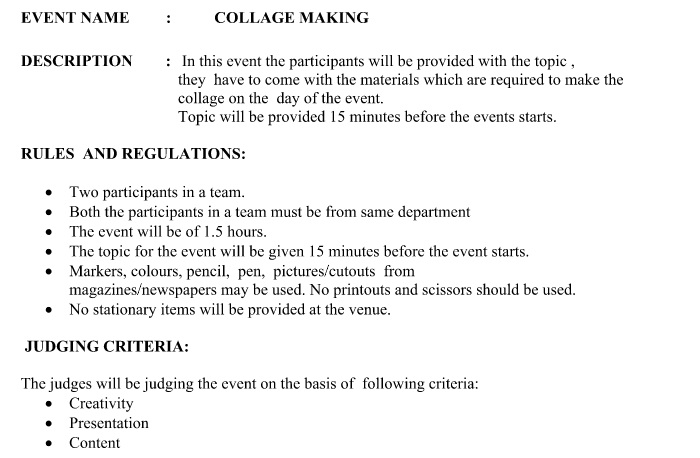 EVENT NAME : COLLAGE MAKING
DESCRIPTION : In this event the participants will be provided with the topic ,
they have to come with the materials which are required to make the
collage on the day of the event.
Topic will be provided 15 minutes before the events starts.
RULES AND REGULATIONS:
• Two participants in a team.
• Both the participants in a team must be from same department
• The event will be of 1.5 hours.
• The topic for the event will be given 15 minutes before the event starts.
• Markers, colours, pencil, pen, pictures/cutouts from
magazines/newspapers may be used. No printouts and scissors should be used.
• No stationary items will be provided at the venue.
JUDGING CRITERIA:
The judges will be judging the event on the basis of following criteria:
• Creativity
• Presentation
• Content